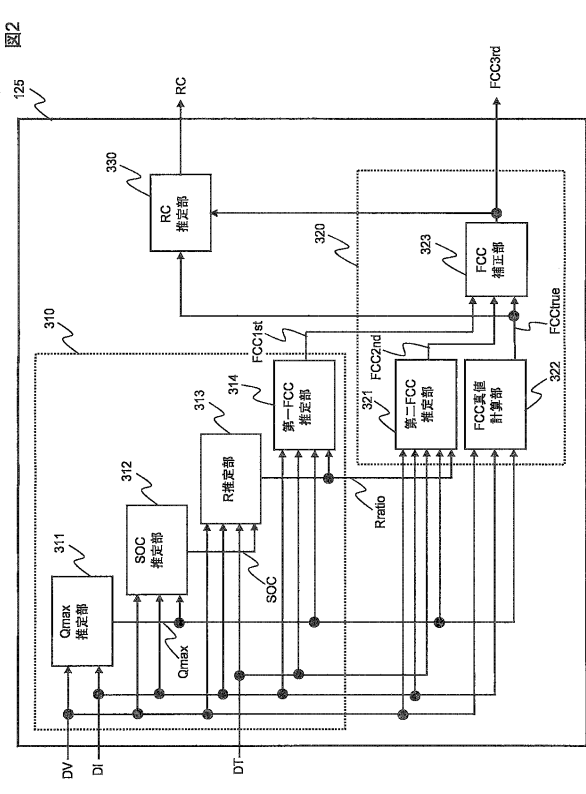 図2
125
RC
FCC3rd
330
RC
推定部
320
323
FCC
補正部
310
FCC1st
FCC2nd
FCCtrue
314
第一FCC
推定部
321
第二FCC
推定部
FCC真値
計算部
322
313
R推定部
Rratio
312
SOC
推定部
SOC
311
Qmax
推定部
Qmax
DV
DI
DT